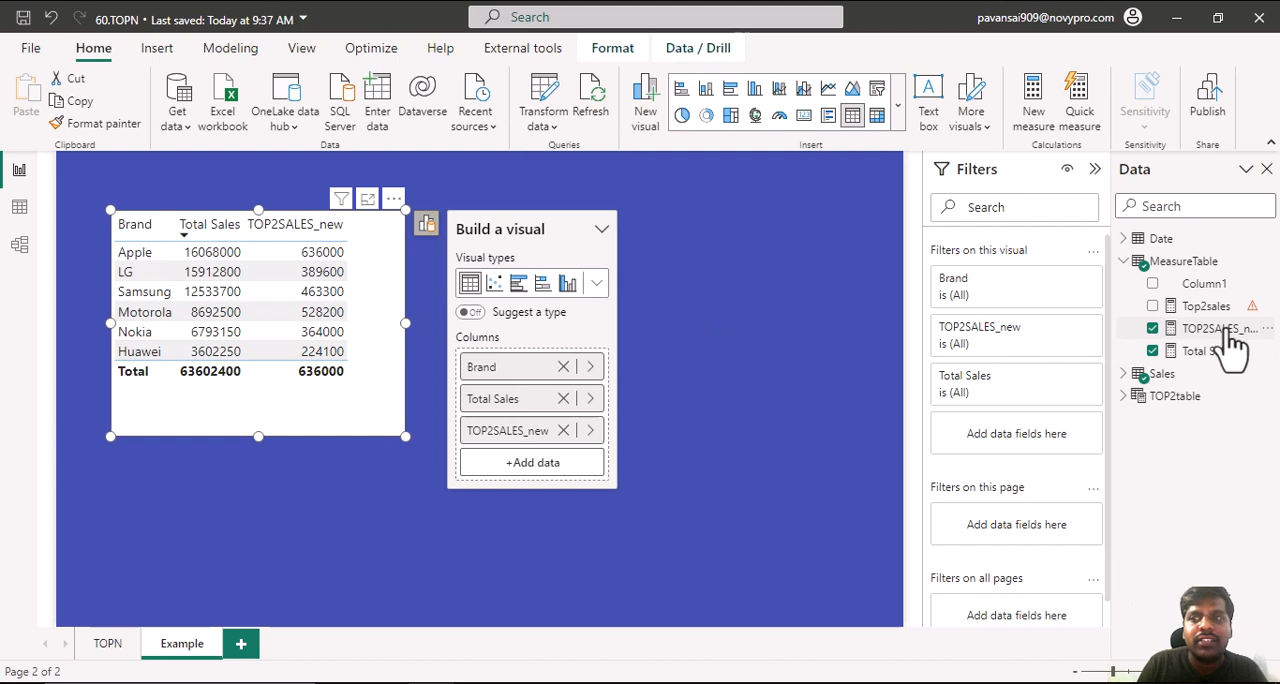 60.TOPN • Last saved: Today at 9:37 AM
Search
pavansai909@novypro.com
File Home Insert Modeling View Optimize Help External tools Format Data / Drill
Paste
Cut
Copy
Format painter
Clipboard
Get data
Excel workbook
OneLake data hub
SQL Server
Enter data
Dataverse
Recent sources
Data
Transform data
Refresh
Queries
New visual
Text box
More visuals
Insert
New measure
Quick measure
Calculations
Sensitivity
Sensitivity
Publish
Share
Brand Total Sales TOP2SALES_new
Apple 16068000 636000
LG 15912800 389600
Samsung 12533700 463300
Motorola 8692500 528200
Nokia 6793150 364000
Huawei 3602250 224100
Total 63602400 636000
Build a visual
Visual types
Off Suggest a type
Columns
Brand
Total Sales
TOP2SALES_new
+Add data
Filters
Search
Filters on this visual
Brand
is (All)
TOP2SALES_new
is (All)
Total Sales
is (All)
Add data fields here
Filters on this page
Add data fields here
Filters on all pages
Add data fields here
Data
Search
Date
MeasureTable
Column1
Top2sales
TOP2SALES_n...
Total
Sales
TOP2table
TOPN
Example
Page 2 of 2